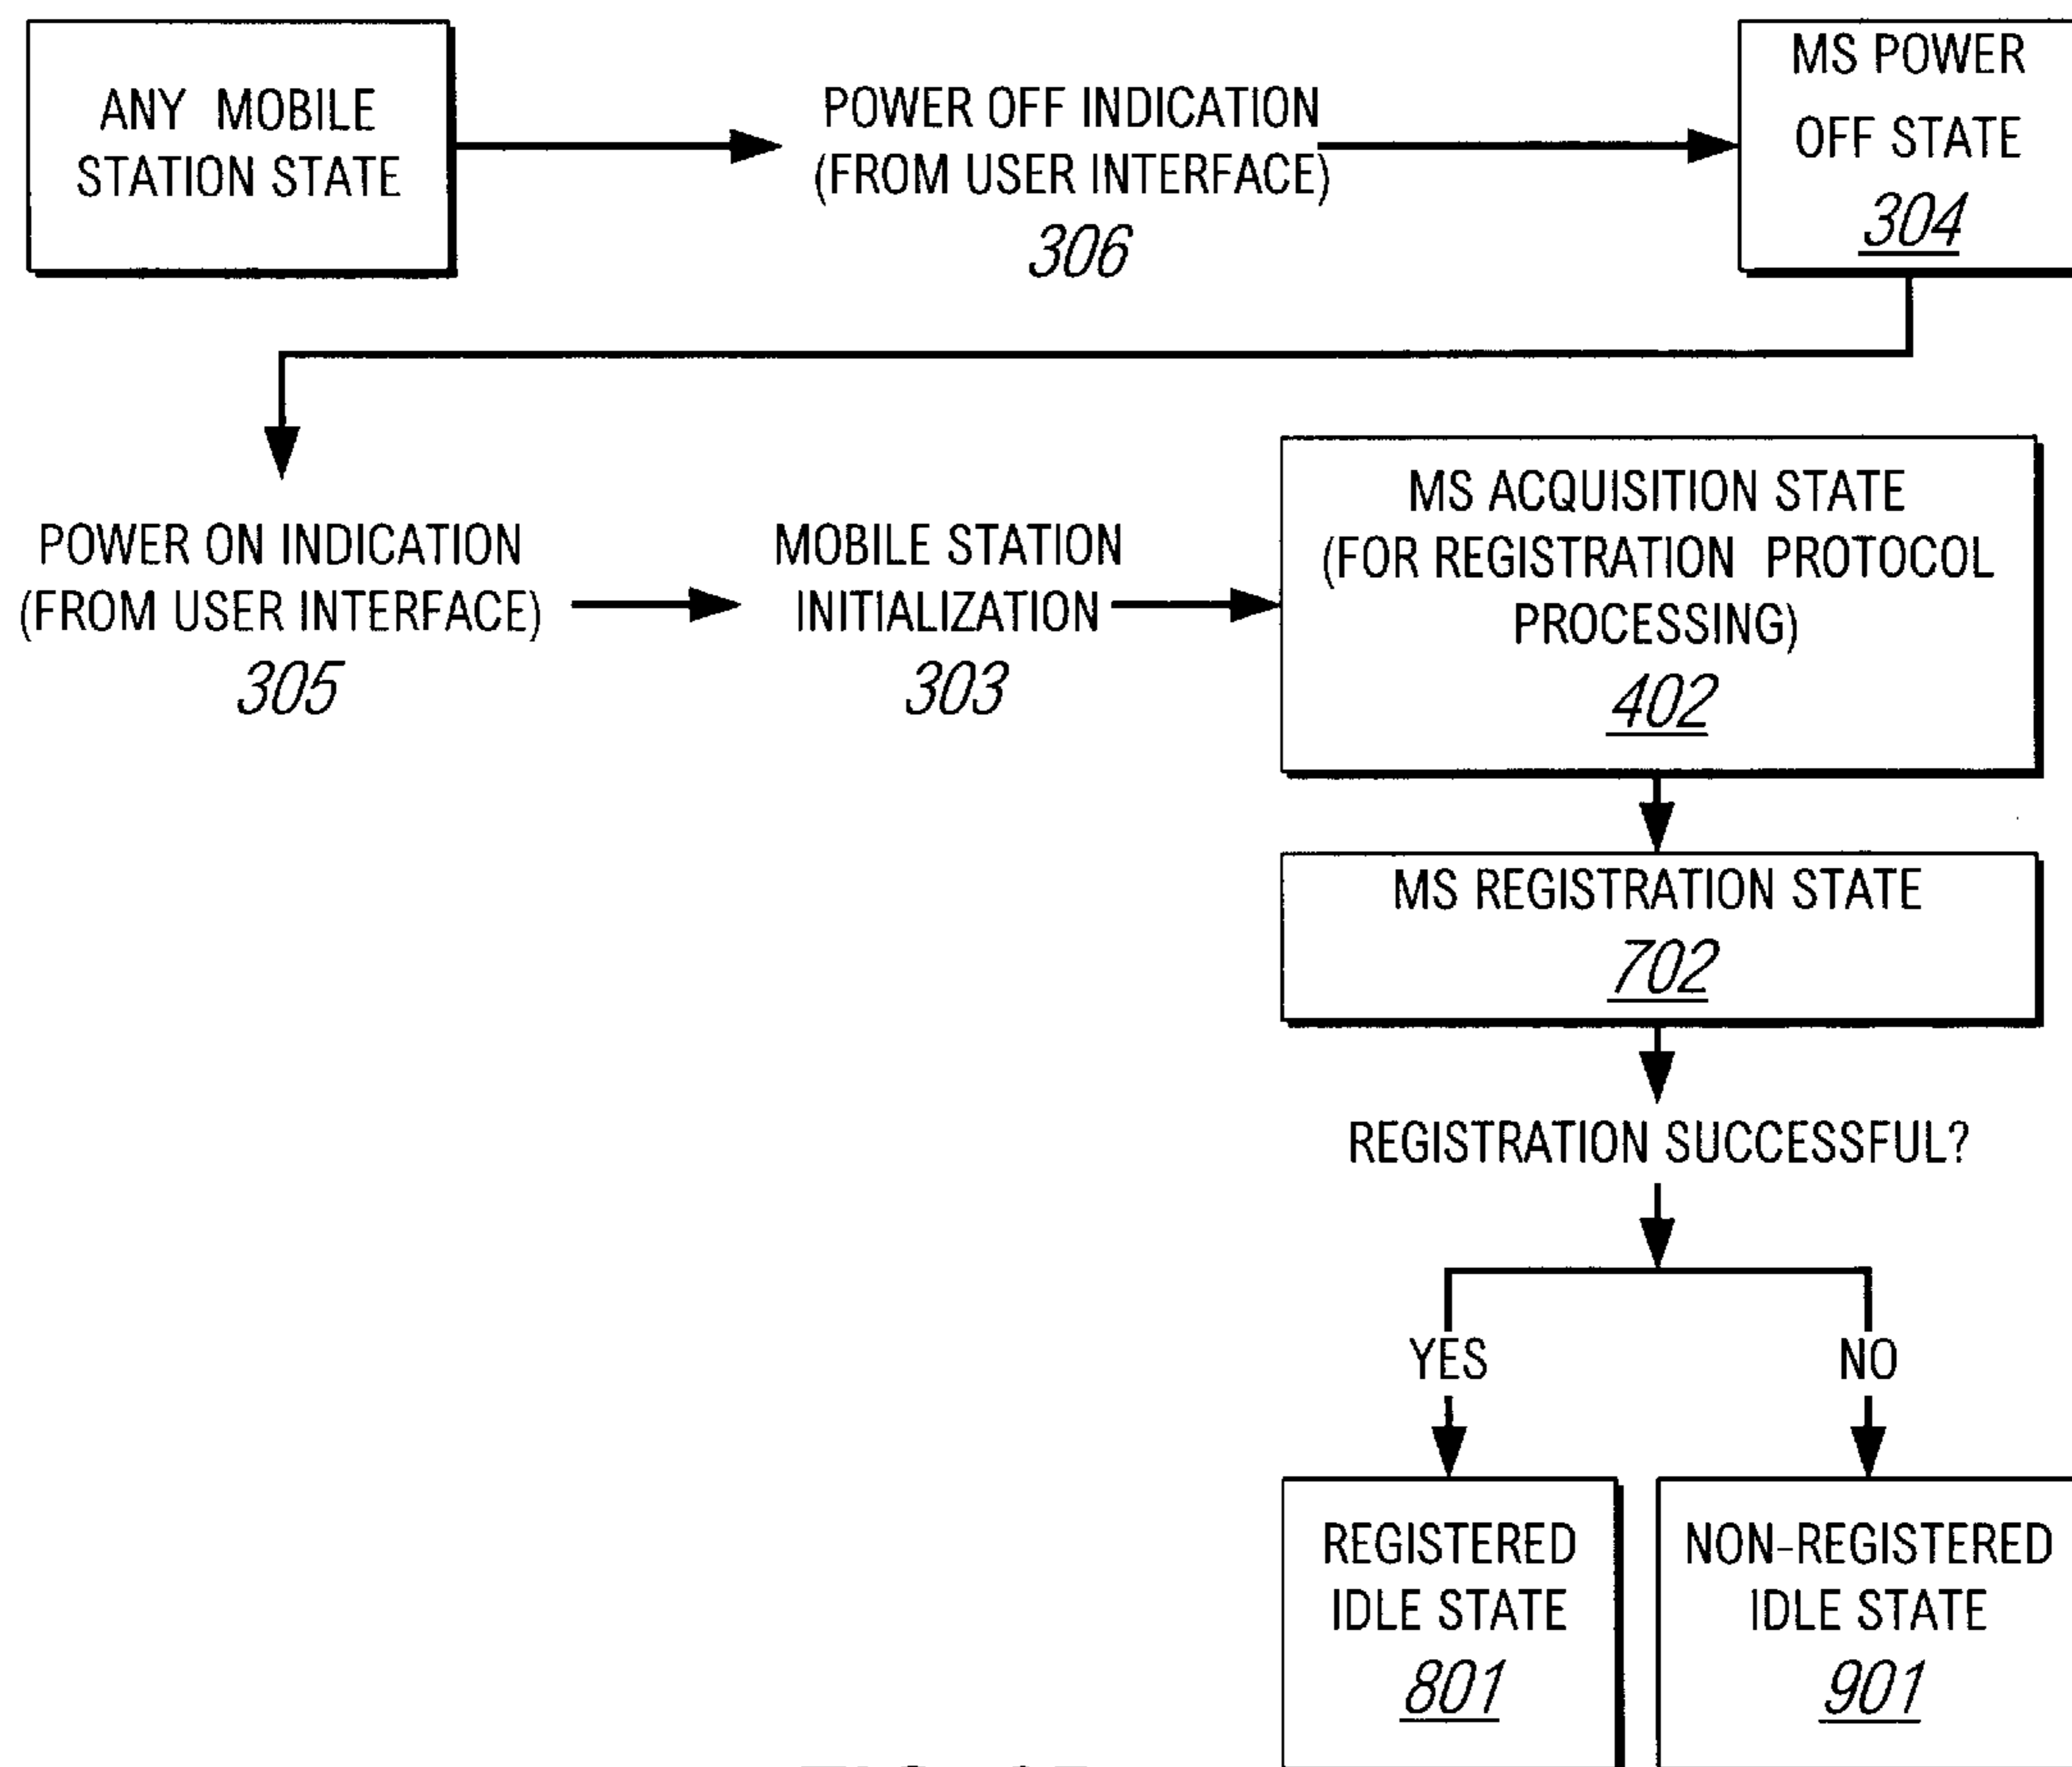 ANY MOBILE
STATION STATE
POWER OFF INDICATION
(FROM USER INTERFACE)
306
MS POWER
OFF STATE
304
POWER ON INDICATION
(FROM USER INTERFACE)
305
MOBILE STATION
INITIALIZATION
303
MS ACQUISITION STATE
(FOR REGISTRATION PROTOCOL
PROCESSING)
402
MS REGISTRATION STATE
702
REGISTRATION SUCCESSFUL?
YES
NO
REGISTERED
IDLE STATE
801
NON-REGISTERED
IDLE STATE
901